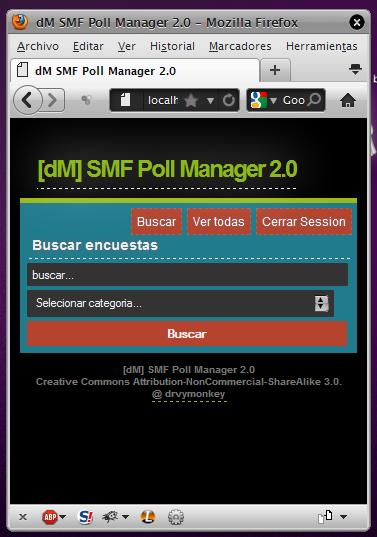 dM SMF Poll Manager 2.0 - Mozilla Firefox
Archivo Editar Ver Historial Marcadores Herramientas
dM SMF Poll Manager 2.0
localh Goo
[dM] SMF Poll Manager 2.0
Buscar Ver todas Cerrar Session
Buscar encuestas
buscar...
Selecionar categoria...
Buscar
[dM] SMF Poll Manager 2.0
Creative Commons Attribution-NonCommercial-ShareAlike 3.0.
@ drvymonkey
ABP S!